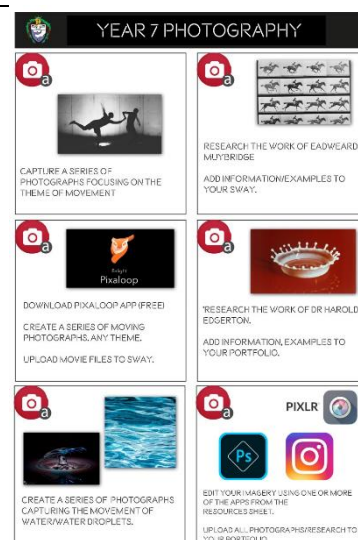 YEAR 7 PHOTOGRAPHY
a
CAPTURE A SERIES OF
PHOTOGRAPHS FOCUSING ON THE
THEME OF MOVEMENT
a
RESEARCH THE WORK OF EADWEARD
MUYBRIDGE
ADD INFORMATION/EXAMPLES TO
YOUR SWAY.
a
Enlight
Pixaloop
DOWNLOAD PIXALOOP APP (FREE)
CREATE A SERIES OF MOVING
PHOTOGRAPHS. ANY THEME.
UPLOAD MOVIE FILES TO SWAY.
a
'RESEARCH THE WORK OF DR HAROLD
EDGERTON.
ADD INFORMATION, EXAMPLES TO
YOUR PORTFOLIO.
a
CREATE A SERIES OF PHOTOGRAPHS
CAPTURING THE MOVEMENT OF
WATER/WATER DROPLETS.
a
PIXLR
Ps
EDIT YOUR IMAGERY USING ONE OR MORE
OF THE APPS FROM THE
RESOURCES SHEET.
UPLOAD ALL PHOTOGRAPHS/RESEARCH TO
YOUR PORTFOLIO